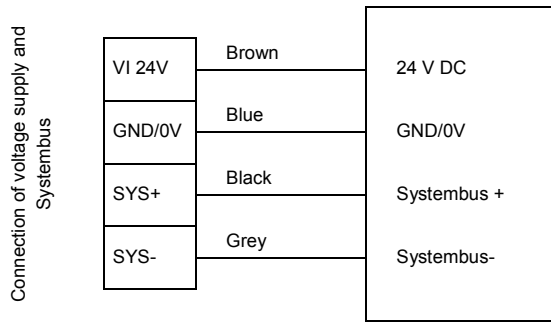 Connection of voltage supply and
Systembus
VI 24V Brown 24 V DC
GND/0V Blue GND/0V
SYS+ Black Systembus +
SYS- Grey Systembus-